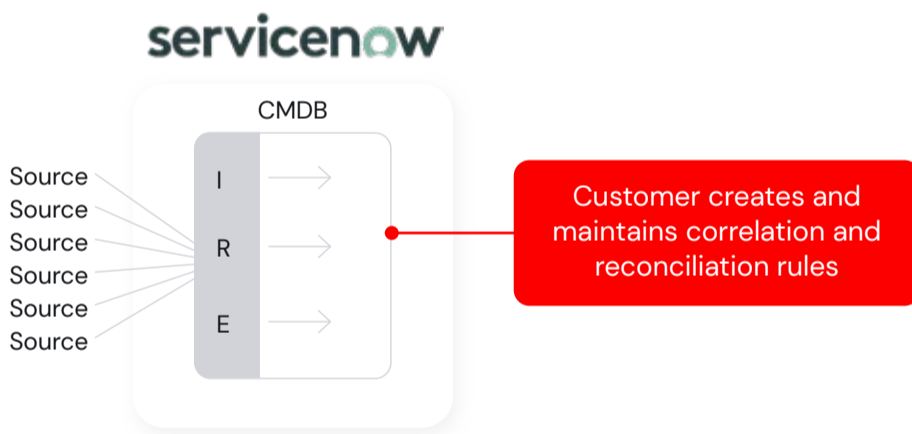 servicenow
CMDB
Source
Source
Source
Source
Source
Source
I
R
E
Customer creates and
maintains correlation and
reconciliation rules